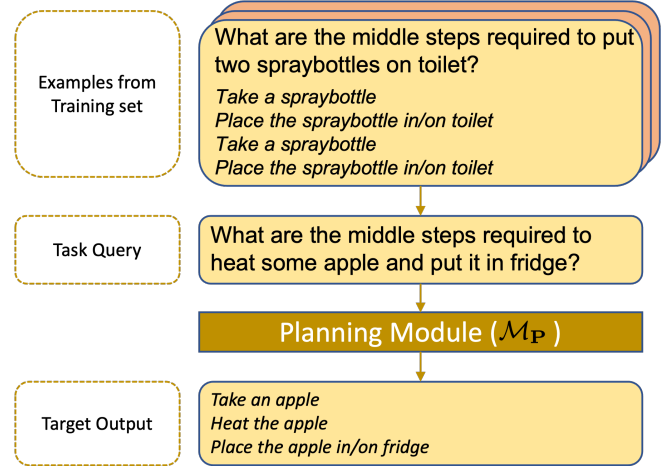 Examples from
Training set
What are the middle steps required to put
two spraybottles on toilet?
Take a spraybottle
Place the spraybottle in/on toilet
Take a spraybottle
Place the spraybottle in/on toilet
Task Query
What are the middle steps required to
heat some apple and put it in fridge?
Planning Module (ℳ_P )
Target Output
Take an apple
Heat the apple
Place the apple in/on fridge